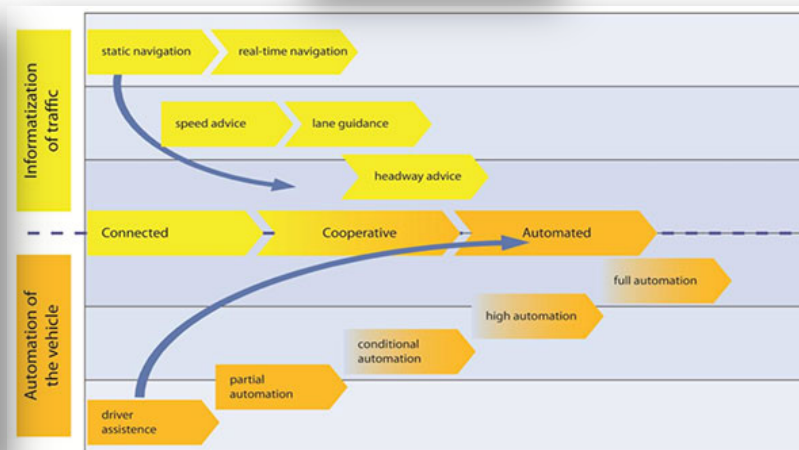 Informatization
of traffic
static navigation
real-time navigation
speed advice
lane guidance
headway advice
Connected
Cooperative
Automated
Automation of
the vehicle
full automation
high automation
conditional
automation
partial
automation
driver
assistence